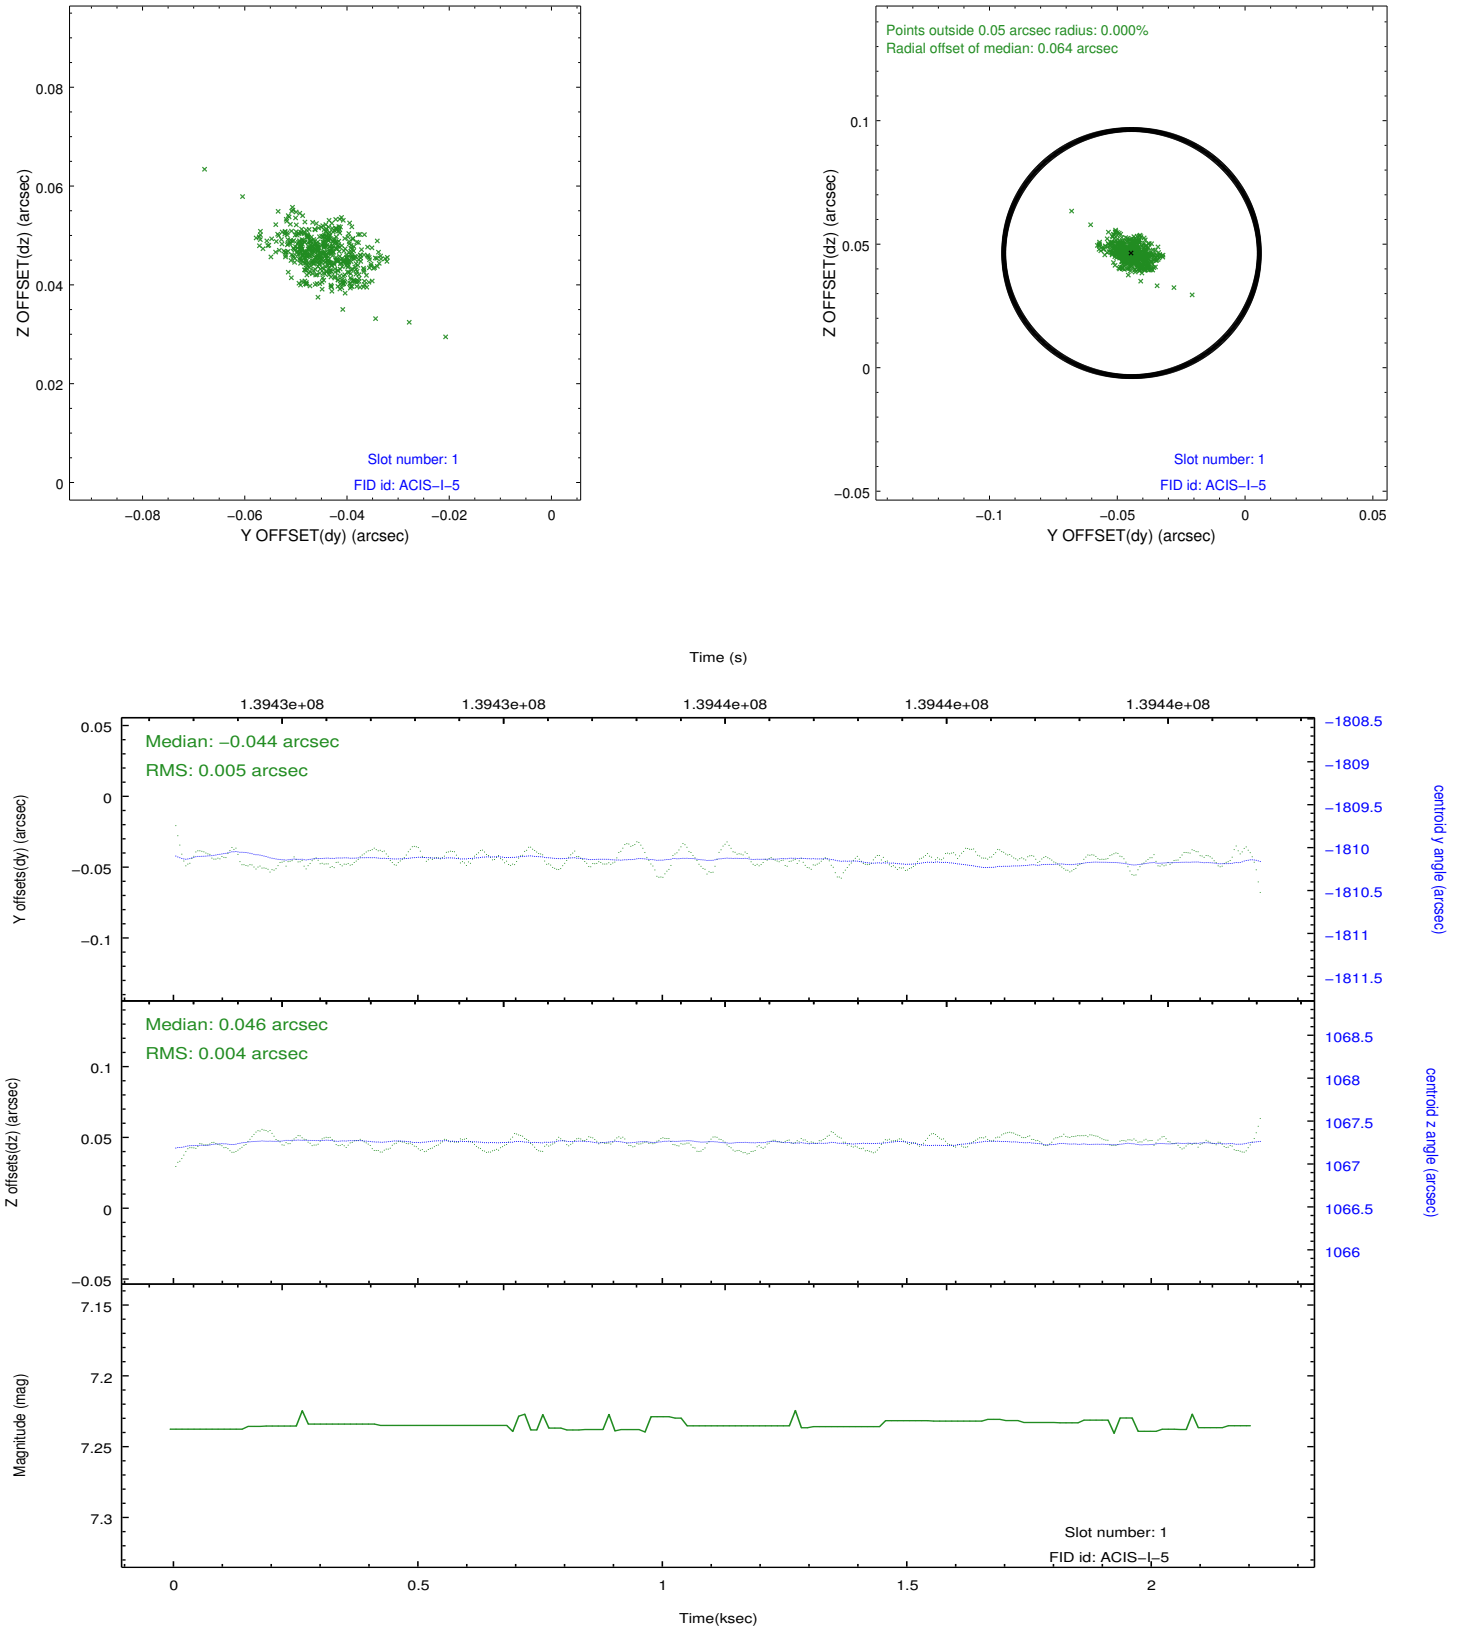 0.08
0.06
0.04
0.02
0
Z OFFSET(dz) (arcsec)
Slot number: 1
FID id: ACIS−I−5
−0.08 −0.06 −0.04 −0.02 0
Y OFFSET(dy) (arcsec)
Points outside 0.05 arcsec radius: 0.000%
Radial offset of median: 0.064 arcsec
0.1
0.05
0
−0.05
Z OFFSET(dz) (arcsec)
Slot number: 1
FID id: ACIS−I−5
−0.1 −0.05 0 0.05
Y OFFSET(dy) (arcsec)
Time (s)
1.3943e+08 1.3943e+08 1.3944e+08 1.3944e+08 1.3944e+08
Median: −0.044 arcsec
RMS: 0.005 arcsec
0.05
0
−0.05
−0.1
Y offsets(dy) (arcsec)
−1808.5
−1809
−1809.5
−1810
−1810.5
−1811
−1811.5
centroid y angle (arcsec)
Median: 0.046 arcsec
RMS: 0.004 arcsec
0.1
0.05
0
−0.05
Z offsets(dz) (arcsec)
1068.5
1068
1067.5
1067
1066.5
1066
centroid z angle (arcsec)
7.15
7.2
7.25
7.3
Magnitude (mag)
Slot number: 1
FID id: ACIS−I−5
0 0.5 1 1.5 2
Time(ksec)